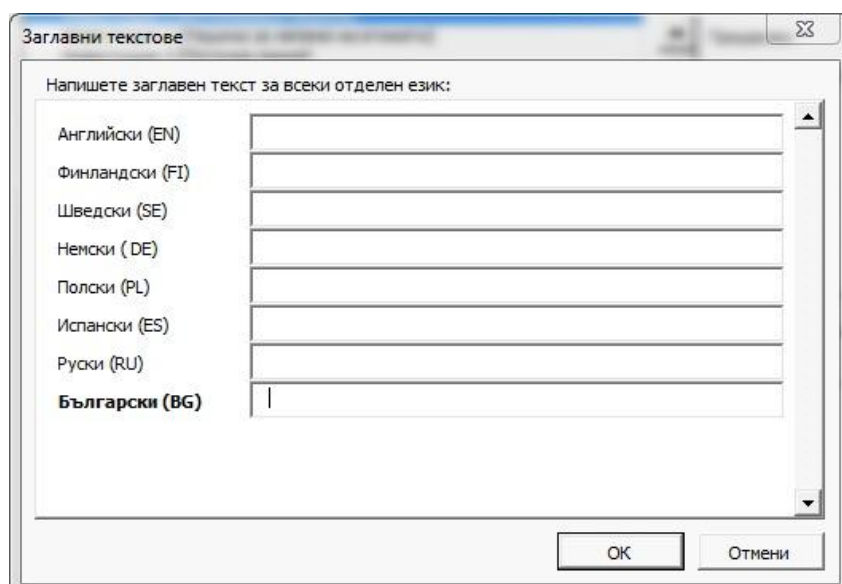 Заглавни текстове
Напишете заглавен текст за всеки отделен език:
Английски (EN)
Финландски (FI)
Шведски (SE)
Немски ( DE)
Полски (PL)
Испански (ES)
Руски (RU)
Български (BG)
OK
Отмени